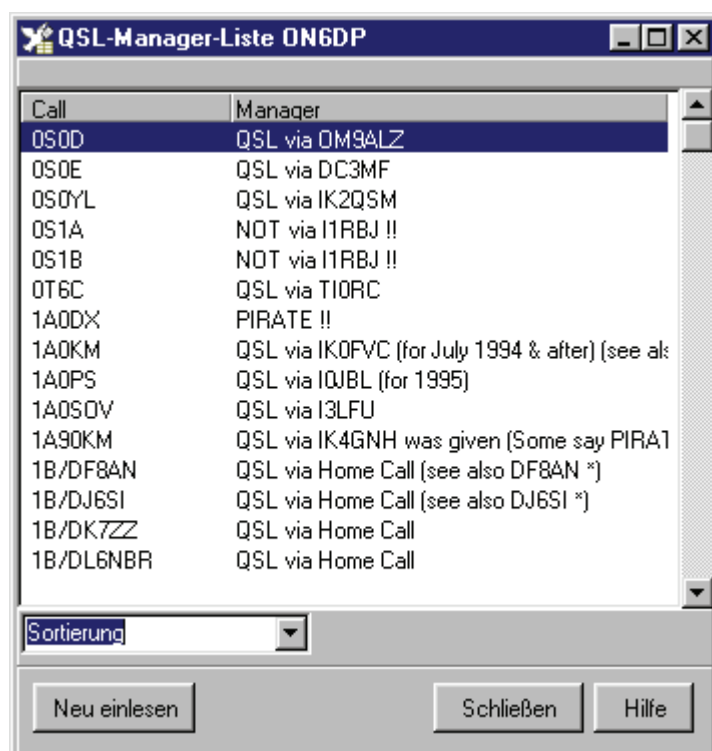 QSL-Manager-Liste ON6DP
Call Manager
0S0D QSL via OM9ALZ
0S0E QSL via DC3MF
0S0YL QSL via IK2QSM
0S1A NOT via I1RBJ !!
0S1B NOT via I1RBJ !!
0T6C QSL via TI0RC
1A0DX PIRATE !!
1A0KM QSL via IK0FVC (for July 1994 & after) (see als
1A0PS QSL via I0JBL (for 1995)
1A0SOV QSL via I3LFU
1A90KM QSL via IK4GNH was given (Some say PIRAT
1B/DF8AN QSL via Home Call (see also DF8AN *)
1B/DJ6SI QSL via Home Call (see also DJ6SI *)
1B/DK7ZZ QSL via Home Call
1B/DL6NBR QSL via Home Call
Sortierung
Neu einlesen Schließen Hilfe